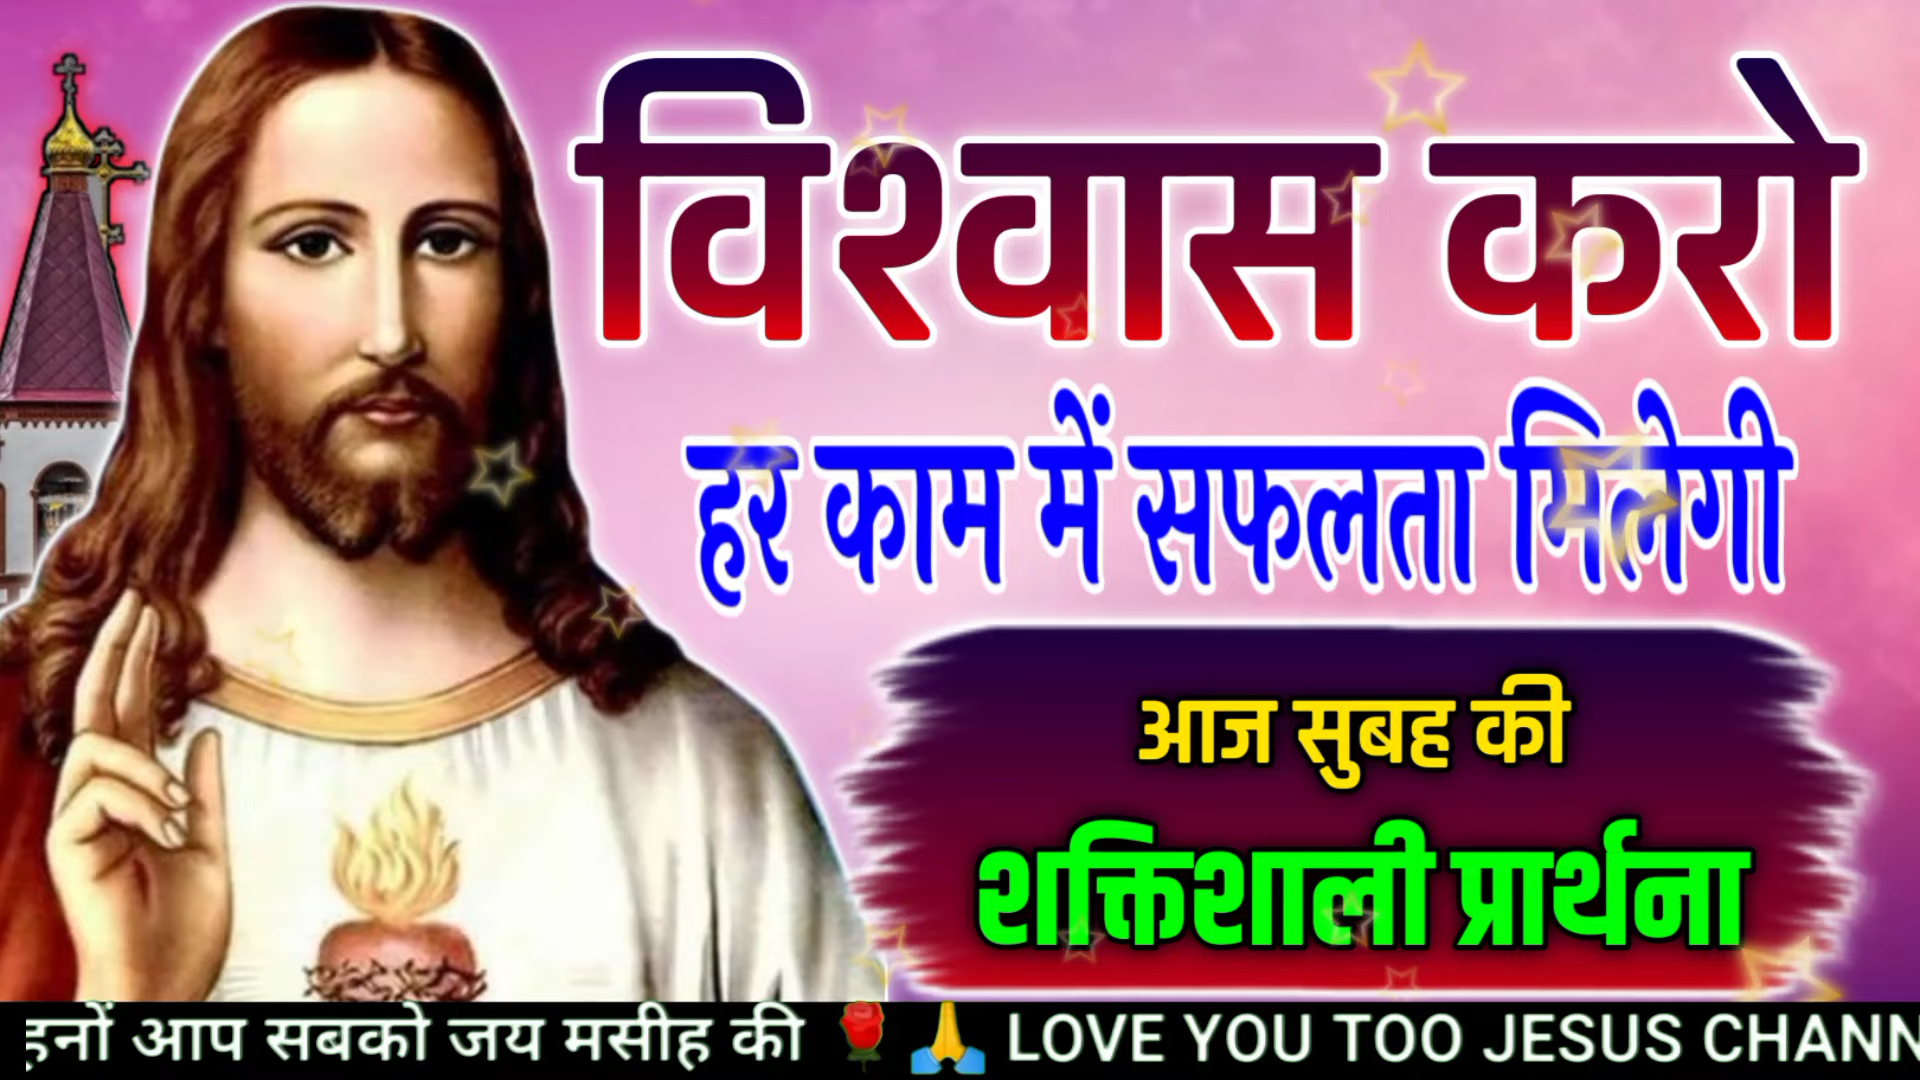 विश्वास करो
हर काम में सफलता मिलेगी
आज सुबह की
शक्तिशाली प्रार्थना
आप सबको जय मसीह की 🌹🙏 LOVE YOU TOO JESUS